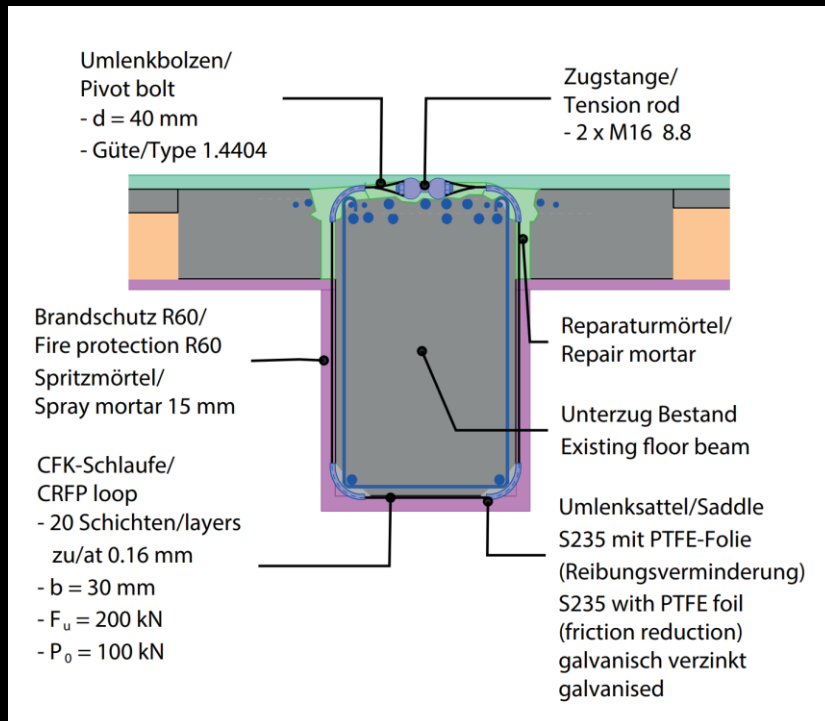 Umlenkbolzen/
Pivot bolt
- d = 40 mm
- Güte/Type 1.4404
Zugstange/
Tension rod
- 2 x M16 8.8
Brandschutz R60/
Fire protection R60
Spritzmörtel/
Spray mortar 15 mm
Reparaturmörtel/
Repair mortar
Unterzug Bestand
Existing floor beam
CFK-Schlaufe/
CRFP loop
- 20 Schichten/layers
zu/at 0.16 mm
- b = 30 mm
- Fᵤ = 200 kN
- P₀ = 100 kN
Umlenksattel/Saddle
S235 mit PTFE-Folie
(Reibungsverminderung)
S235 with PTFE foil
(friction reduction)
galvanisch verzinkt
galvanised